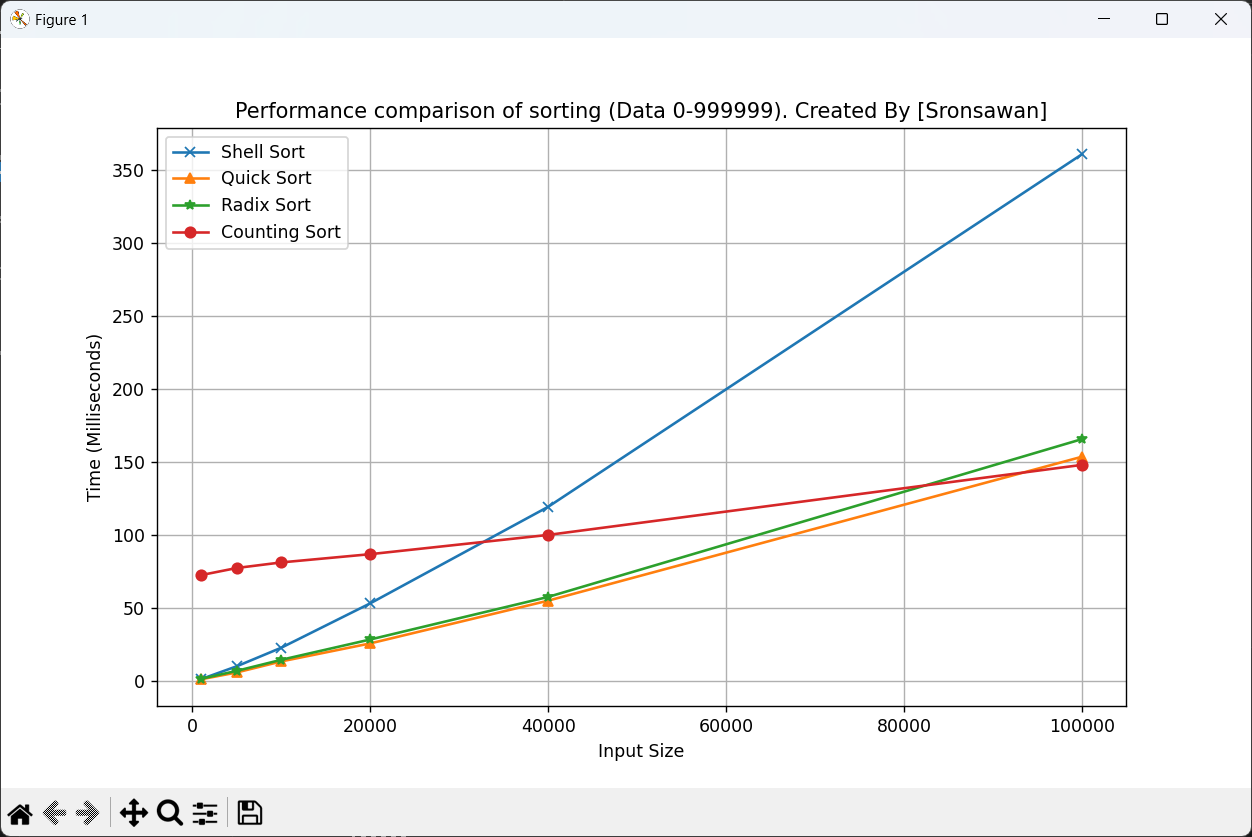 Figure 1
Performance comparison of sorting (Data 0-999999). Created By [Sronsawan]
Shell Sort
Quick Sort
Radix Sort
Counting Sort
350
300
250
200
150
100
50
0
Time (Milliseconds)
0 20000 40000 60000 80000 100000
Input Size